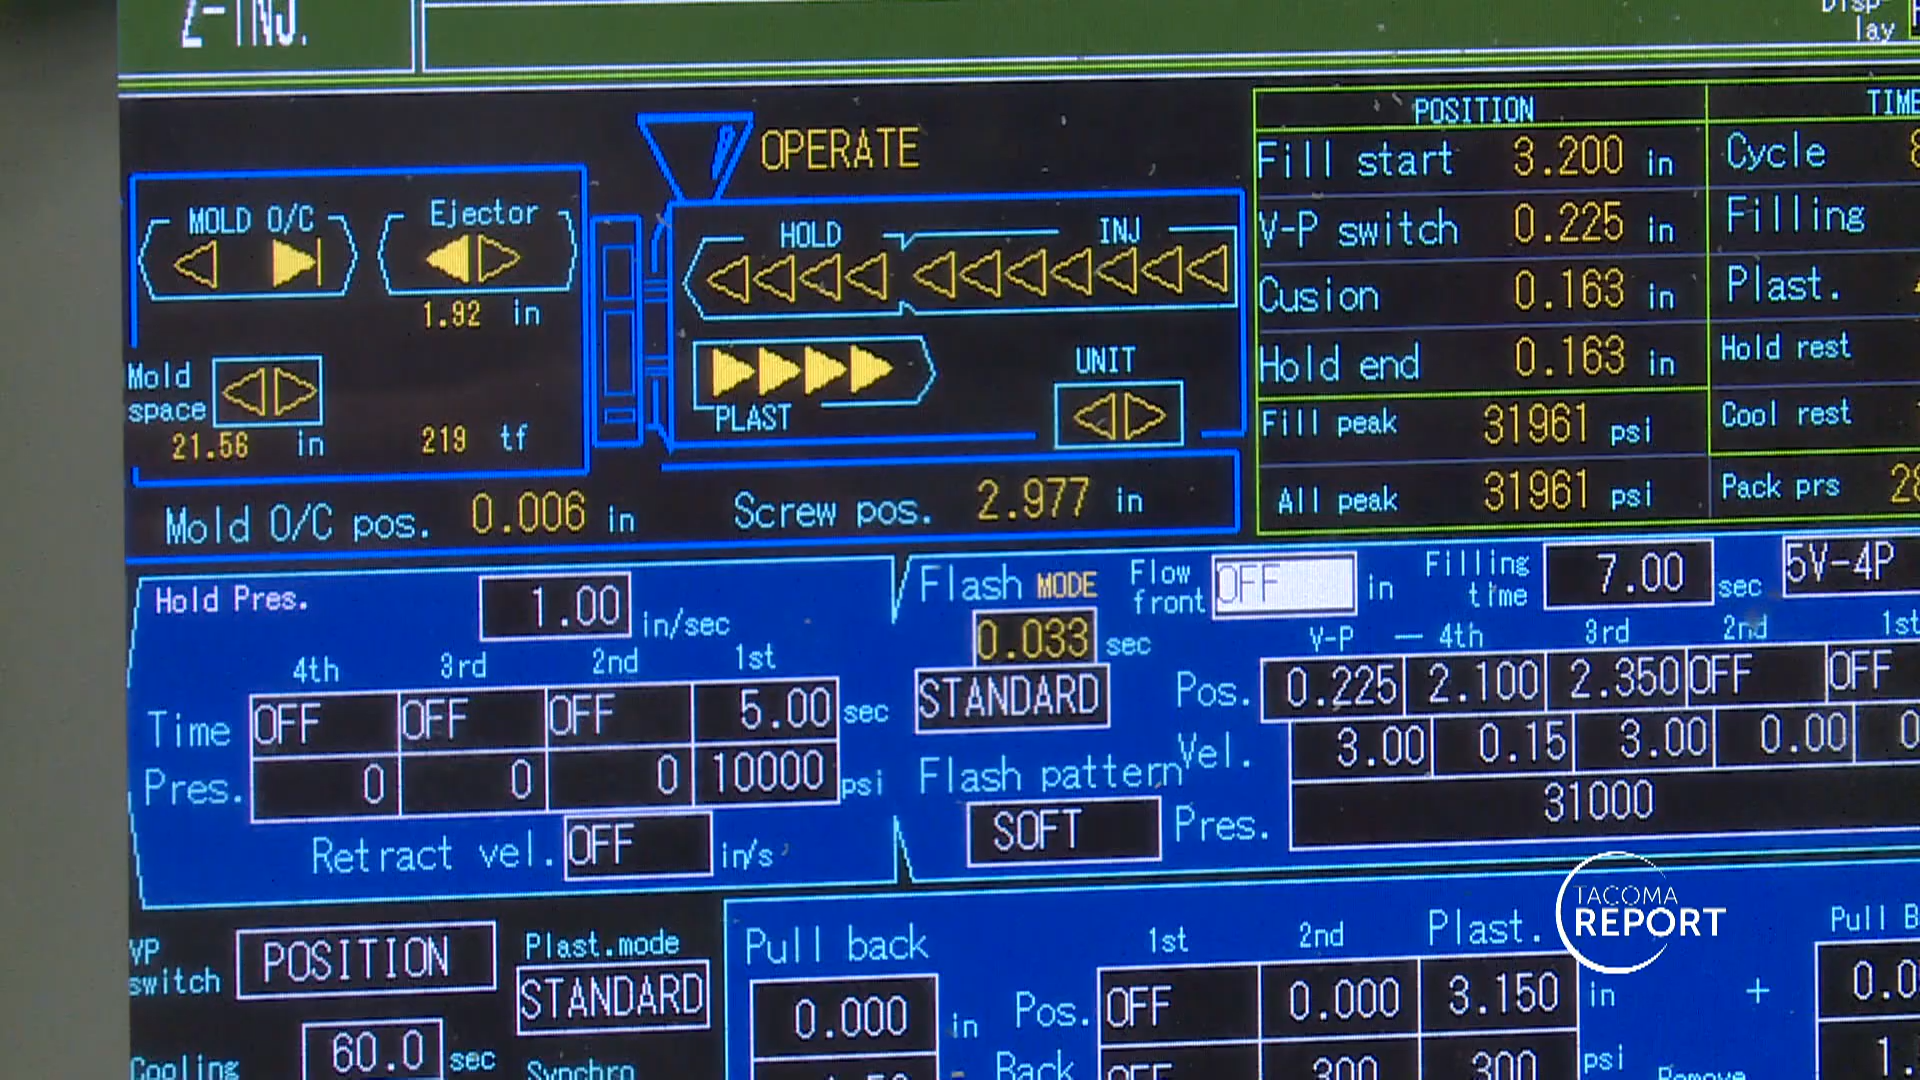 Z-INJ.
Disp-
lay
OPERATE
MOLD O/C
Ejector
1.92 in
Mold
space
21.56 in
219 tf
HOLD
INJ
PLAST
UNIT
Mold O/C pos. 0.006 in
Screw pos. 2.977 in
POSITION
TIME
Fill start 3.200 in
Cycle
V-P switch 0.225 in
Filling
Cusion 0.163 in
Plast.
Hold end 0.163 in
Hold rest
Fill peak 31961 psi
Cool rest
All peak 31961 psi
Pack prs 28
Hold Pres. 1.00 in/sec
4th 3rd 2nd 1st
Time OFF OFF OFF 5.00 sec
Pres. 0 0 0 10000 psi
Retract vel. OFF in/s
Flash MODE
0.033 sec
STANDARD
Flash pattern
SOFT
Flow
front OFF in
Filling
time 7.00 sec
5V-4P
V-P — 4th 3rd 2nd 1st
Pos. 0.225 2.100 2.350 OFF OFF
Vel. 3.00 0.15 3.00 0.00 0
Pres. 31000
TACOMA
REPORT
VP
switch POSITION
Plast.mode
STANDARD
Cooling 60.0 sec
Synchro
Pull back
0.000 in
1st 2nd Plast.
Pos. OFF 0.000 3.150 in
Back OFF 300 300 psi
Pull B
+ 0.0
Remove 1.